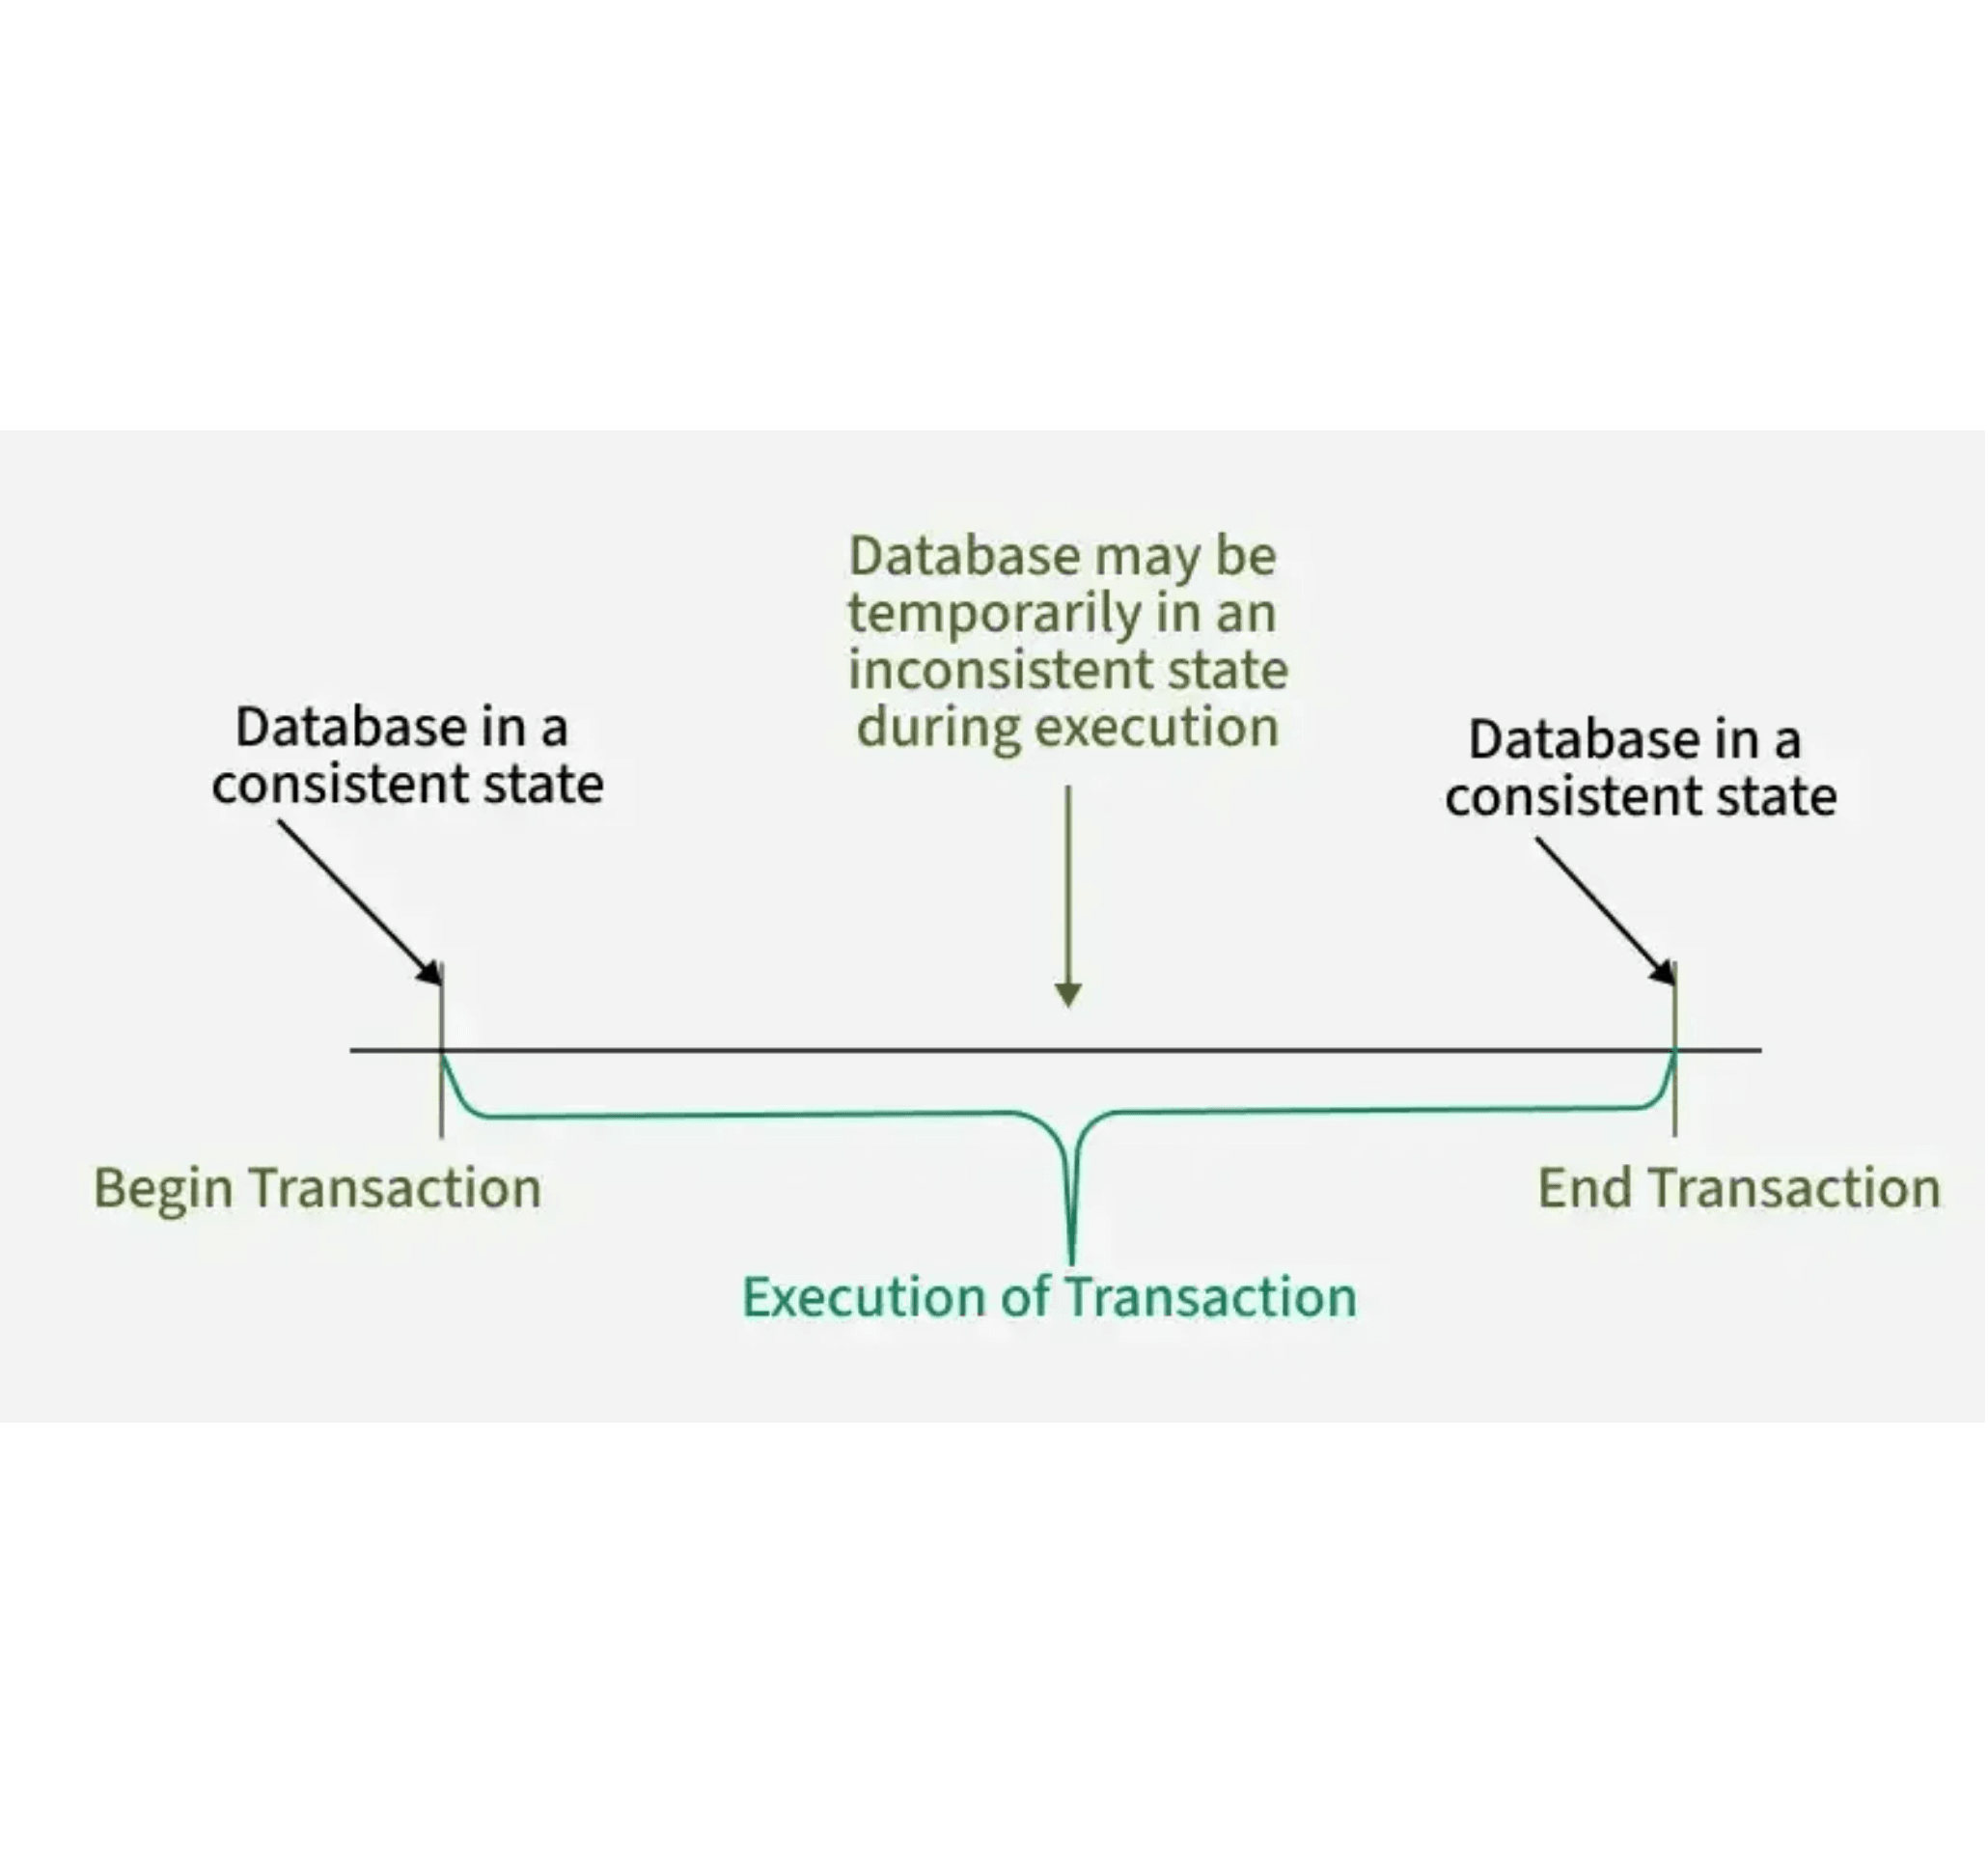 Database may be
temporarily in an
inconsistent state
during execution
Database in a
consistent state
Database in a
consistent state
Begin Transaction
End Transaction
Execution of Transaction